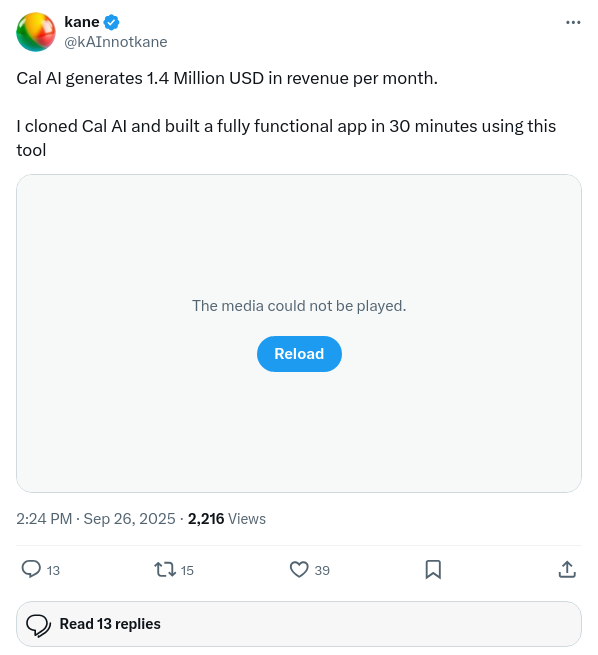 kane
@kAInnotkane
Cal AI generates 1.4 Million USD in revenue per month.
I cloned Cal AI and built a fully functional app in 30 minutes using this
tool
The media could not be played.
Reload
2:24 PM · Sep 26, 2025 · 2,216 Views
13 15 39
Read 13 replies